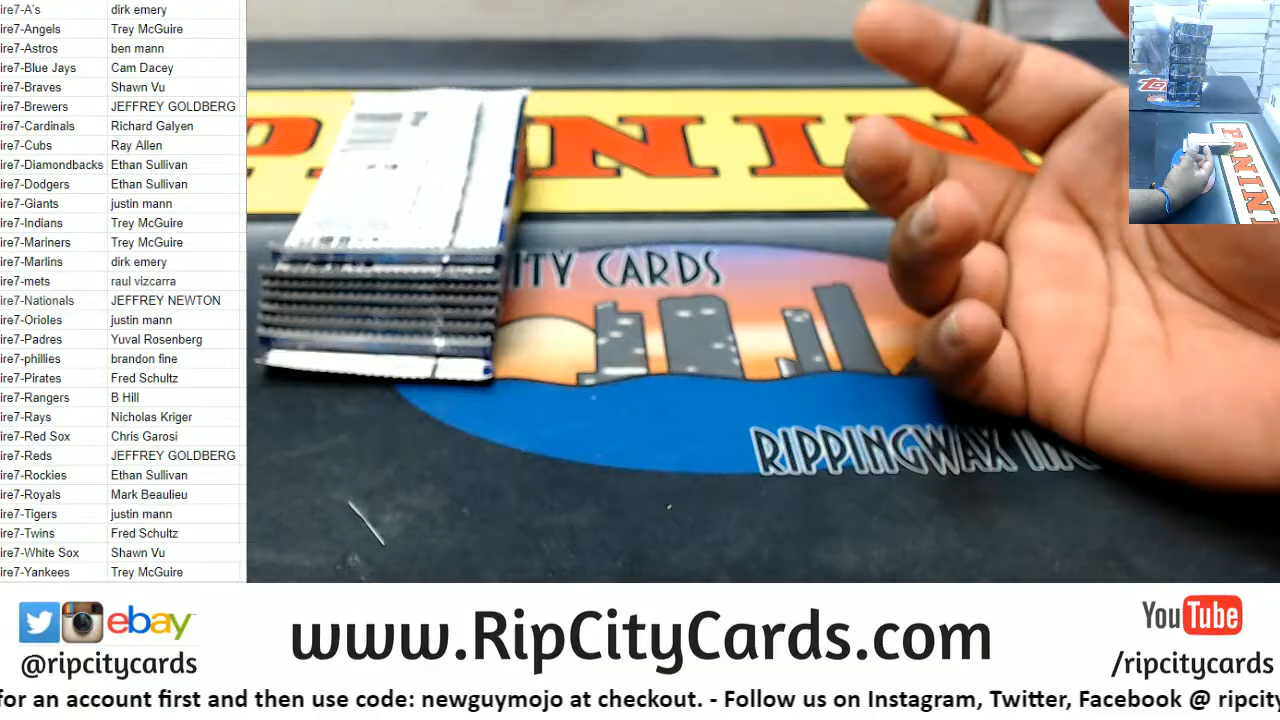 ire7-A's dirk emery
ire7-Angels Trey McGuire
ire7-Astros ben mann
ire7-Blue Jays Cam Dacey
ire7-Braves Shawn Vu
ire7-Brewers JEFFREY GOLDBERG
ire7-Cardinals Richard Galyen
ire7-Cubs Ray Allen
ire7-Diamondbacks Ethan Sullivan
ire7-Dodgers Ethan Sullivan
ire7-Giants justin mann
ire7-Indians Trey McGuire
ire7-Mariners Trey McGuire
ire7-Marlins dirk emery
ire7-mets raul vizcarra
ire7-Nationals JEFFREY NEWTON
ire7-Orioles justin mann
ire7-Padres Yuval Rosenberg
ire7-phillies brandon fine
ire7-Pirates Fred Schultz
ire7-Rangers B Hill
ire7-Rays Nicholas Kriger
ire7-Red Sox Chris Garosi
ire7-Reds JEFFREY GOLDBERG
ire7-Rockies Ethan Sullivan
ire7-Royals Mark Beaulieu
ire7-Tigers justin mann
ire7-Twins Fred Schultz
ire7-White Sox Shawn Vu
ire7-Yankees Trey McGuire
PANINI
ITY CARDS
RIPPINGWAX
PANIN
ebay
@ripcitycards
www.RipCityCards.com
YouTube
/ripcitycards
for an account first and then use code: newguymojo at checkout. - Follow us on Instagram, Twitter, Facebook @ ripcity